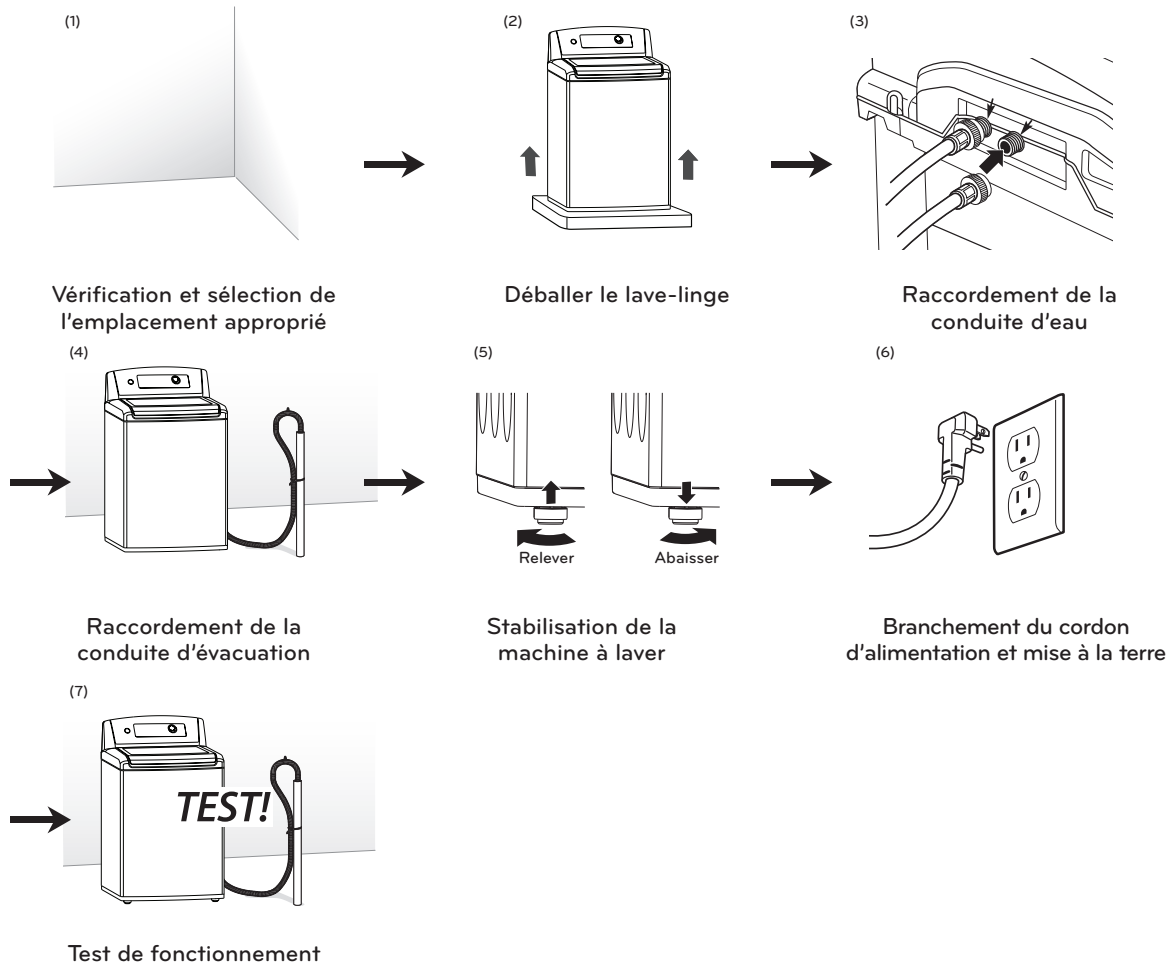 (1)
(2)
(3)
Vérification et sélection de
l'emplacement approprié
Déballer le lave-linge
Raccordement de la
conduite d'eau
(4)
(5)
(6)
Relever
Abaisser
Raccordement de la
conduite d'évacuation
Stabilisation de la
machine à laver
Branchement du cordon
d'alimentation et mise à la terre
(7)
TEST!
Test de fonctionnement